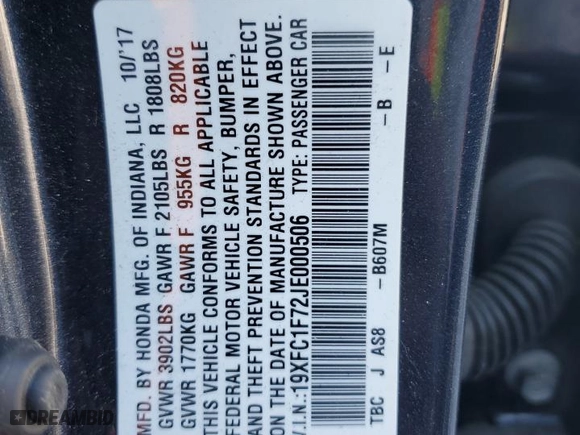 MFD. BY HONDA MFG. OF INDIANA, LLC 10/'17
GVWR 3902LBS GAWR F 2105LBS R 1808LBS
GVWR 1770KG GAWR F 955KG R 820KG
THIS VEHICLE CONFORMS TO ALL APPLICABLE
FEDERAL MOTOR VEHICLE SAFETY, BUMPER,
AND THEFT PREVENTION STANDARDS IN EFFECT
ON THE DATE OF MANUFACTURE SHOWN ABOVE.
V.I.N.: 19XFC1F72JE000506 TYPE: PASSENGER CAR
TBC J AS8 -B607M -B -E
DREAMBID